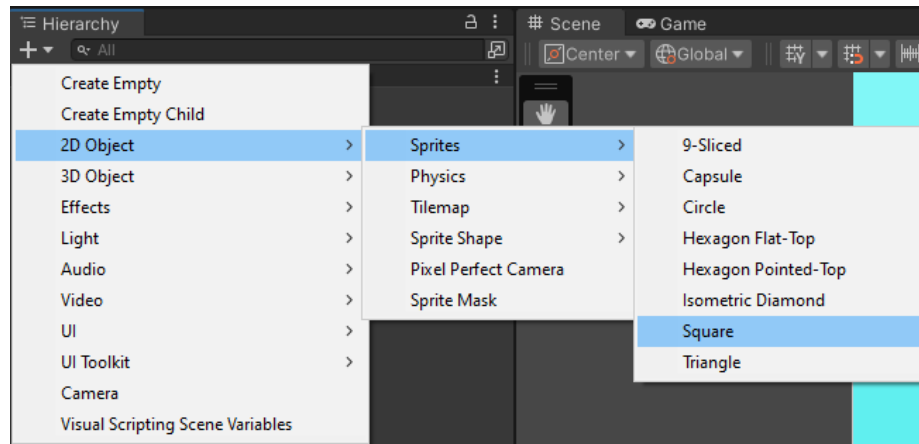 Hierarchy
All
Create Empty
Create Empty Child
2D Object
3D Object
Effects
Light
Audio
Video
UI
UI Toolkit
Camera
Visual Scripting Scene Variables
Sprites
Physics
Tilemap
Sprite Shape
Pixel Perfect Camera
Sprite Mask
# Scene
Game
Center
Global
9-Sliced
Capsule
Circle
Hexagon Flat-Top
Hexagon Pointed-Top
Isometric Diamond
Square
Triangle